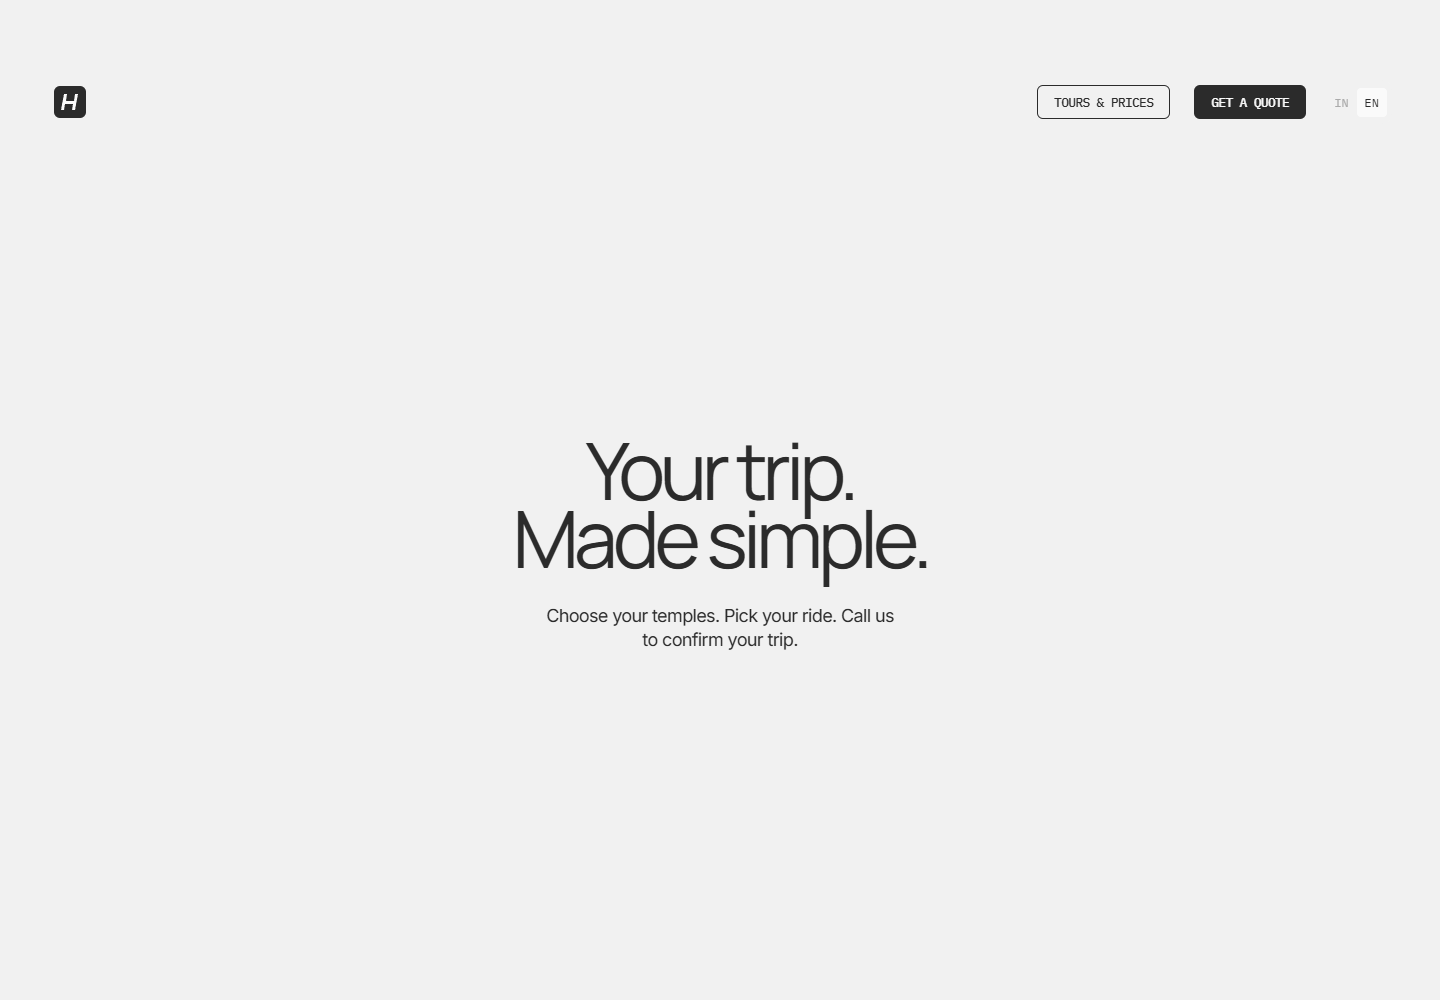 H
TOURS & PRICES
GET A QUOTE
IN
EN
Your trip.
Made simple.
Choose your temples. Pick your ride. Call us
to confirm your trip.